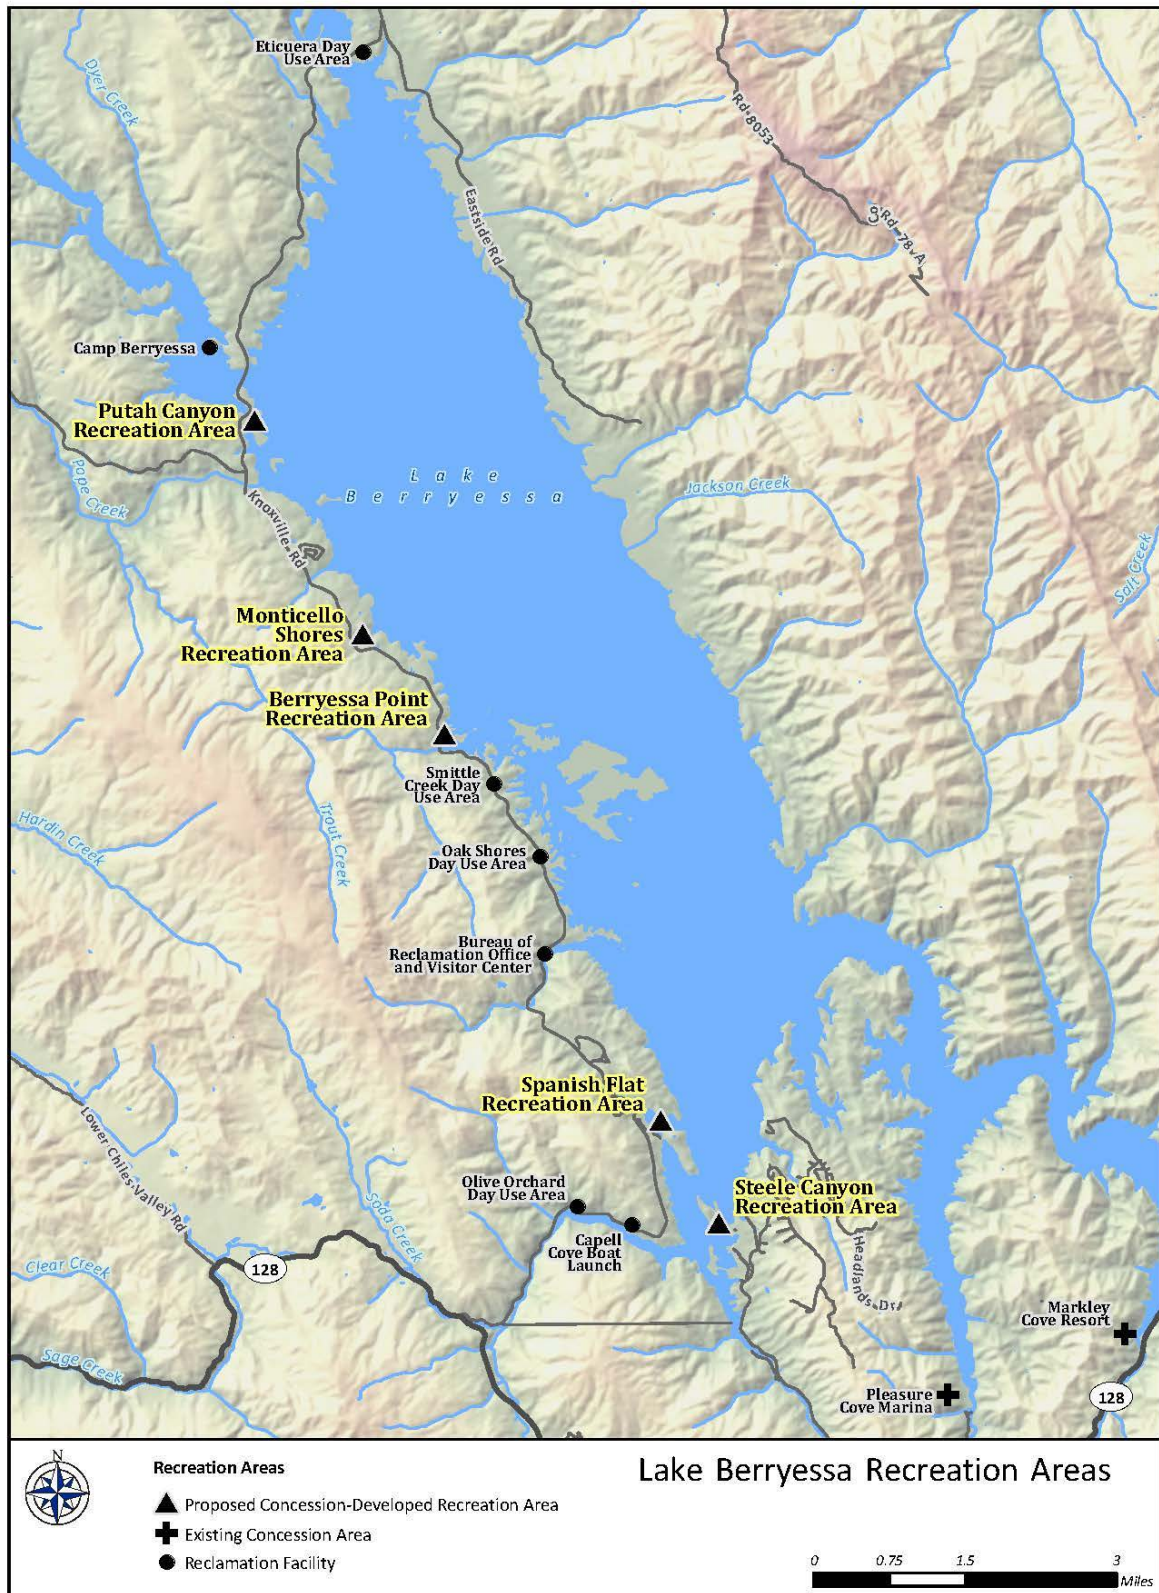 Eticuera Day
Use Area
Dyer Creek
Rd 8053
Rd 78 A
Eastside Rd
Camp Berryessa
Putah Canyon
Recreation Area
Lake
Berryessa
Pape Creek
Knoxville Rd
Jackson Creek
Salt Creek
Monticello
Shores
Recreation Area
Berryessa Point
Recreation Area
Smittle
Creek Day
Use Area
Hardin Creek
Trout Creek
Oak Shores
Day Use Area
Bureau of
Reclamation Office
and Visitor Center
Spanish Flat
Recreation Area
Lower Chiles Valley Rd
Soda Creek
Olive Orchard
Day Use Area
Steele Canyon
Recreation Area
Capell
Cove Boat
Launch
Headlands Dr
128
Clear Creek
Markley
Cove Resort
Sage Creek
Pleasure
Cove Marina
128
N
Recreation Areas
Proposed Concession-Developed Recreation Area
Existing Concession Area
Reclamation Facility
Lake Berryessa Recreation Areas
0 0.75 1.5 3
Miles